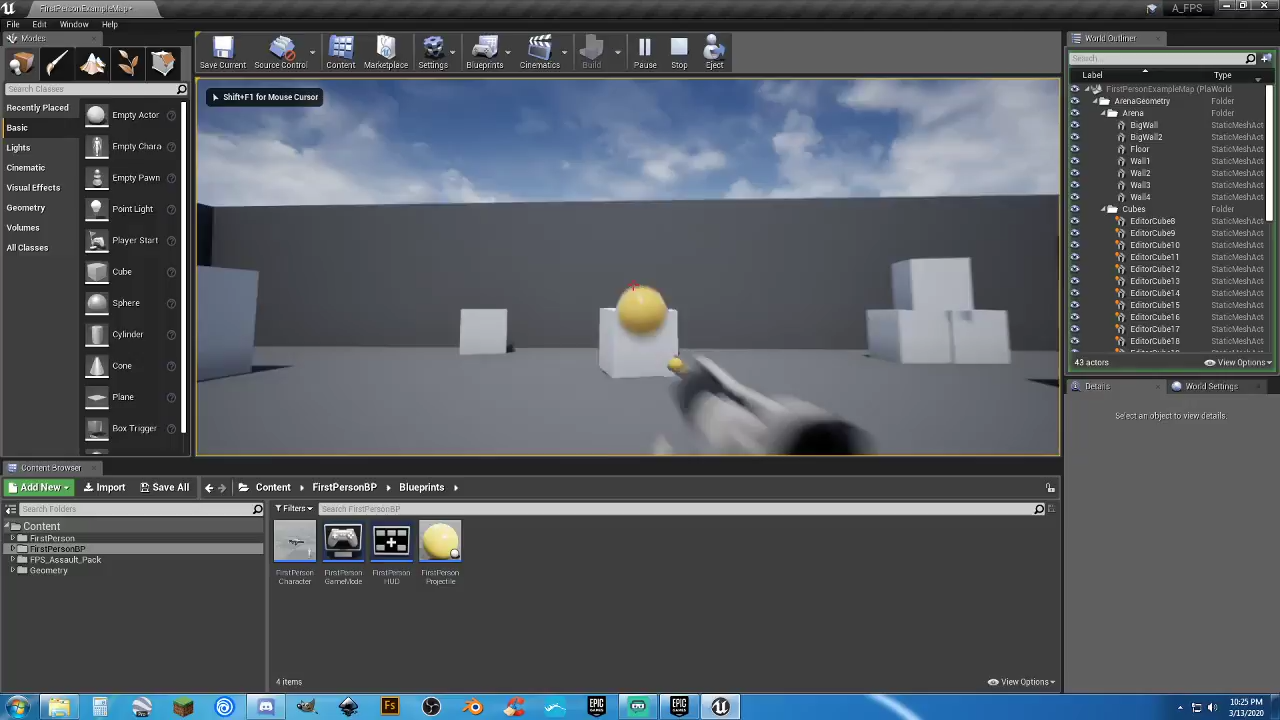 FirstPersonExampleMap*
A_FPS
File Edit Window Help
Modes
Search Classes
Recently Placed
Basic
Lights
Cinematic
Visual Effects
Geometry
Volumes
All Classes
Empty Actor
Empty Chara
Empty Pawn
Point Light
Player Start
Cube
Sphere
Cylinder
Cone
Plane
Box Trigger
Save Current
Source Control
Content
Marketplace
Settings
Blueprints
Cinematics
Build
Pause
Stop
Eject
Shift+F1 for Mouse Cursor
World Outliner
Search...
Label Type
FirstPersonExampleMap (PlaWorld
ArenaGeometry Folder
Arena Folder
BigWall StaticMeshAct
BigWall2 StaticMeshAct
Floor StaticMeshAct
Wall1 StaticMeshAct
Wall2 StaticMeshAct
Wall3 StaticMeshAct
Wall4 StaticMeshAct
Cubes Folder
EditorCube8 StaticMeshAct
EditorCube9 StaticMeshAct
EditorCube10 StaticMeshAct
EditorCube11 StaticMeshAct
EditorCube12 StaticMeshAct
EditorCube13 StaticMeshAct
EditorCube14 StaticMeshAct
EditorCube15 StaticMeshAct
EditorCube16 StaticMeshAct
EditorCube17 StaticMeshAct
EditorCube18 StaticMeshAct
43 actors
View Options
Details
World Settings
Select an object to view details.
Content Browser
Add New
Import
Save All
Content
FirstPersonBP
Blueprints
Search Folders
Filters
Search FirstPersonBP
Content
FirstPerson
FirstPersonBP
FPS_Assault_Pack
Geometry
FirstPerson
Character
FirstPerson
GameMode
FirstPerson
HUD
FirstPerson
Projectile
4 items
View Options
Pro
Fs
EPIC
GAMES
EPIC
GAMES
10:25 PM
3/13/2020